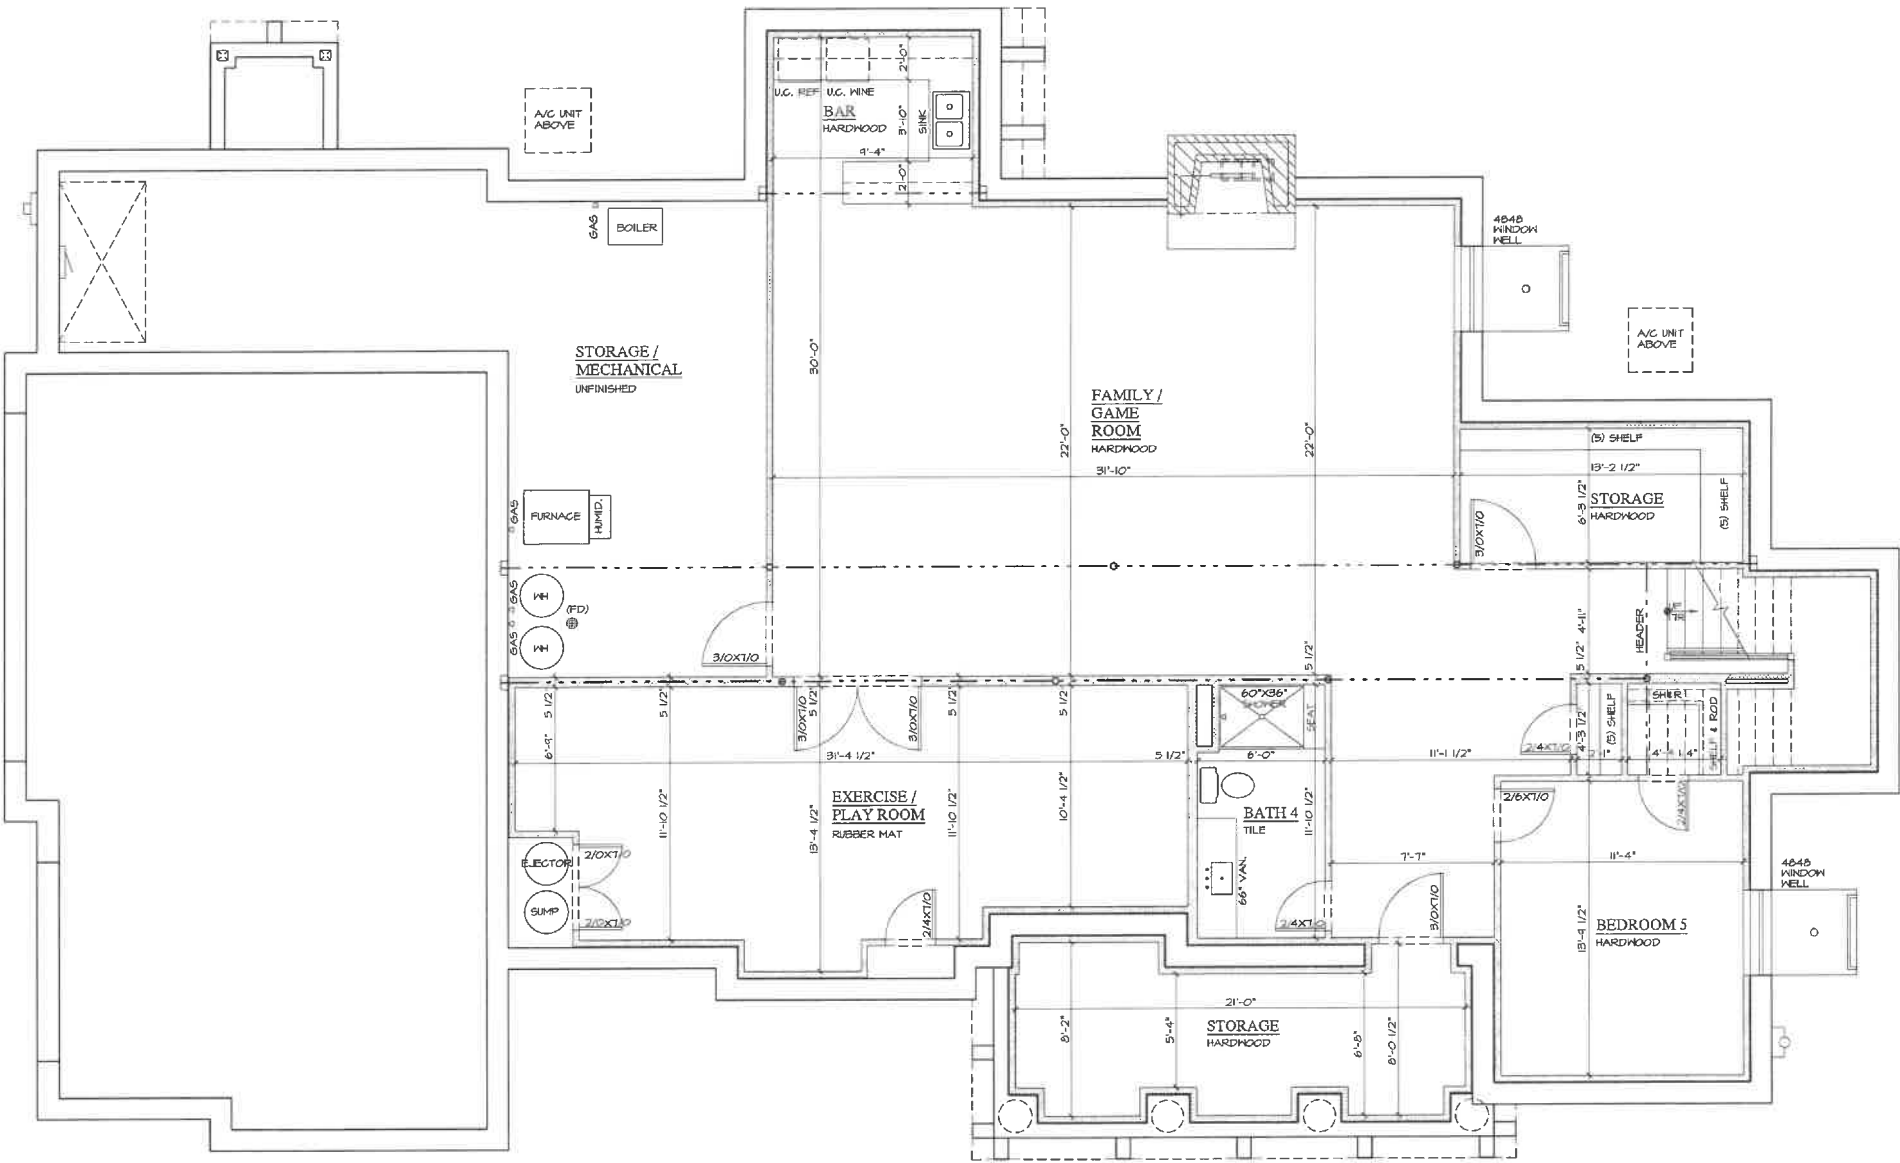 A/C UNIT
ABOVE
U.C. REF
U.C. WINE
BAR
HARDWOOD
SINK
2'-0"
3'-10"
2'-0"
9'-4"
GAS
BOILER
4848
WINDOW
WELL
A/C UNIT
ABOVE
STORAGE /
MECHANICAL
UNFINISHED
30'-0"
FAMILY /
GAME
ROOM
HARDWOOD
22'-0"
22'-0"
31'-10"
(5) SHELF
13'-2 1/2"
6'-3 1/2"
STORAGE
HARDWOOD
(5) SHELF
3/0X7/0
GAS
FURNACE
HUMID.
GAS
WH
(FD)
GAS
WH
3/0X7/0
HEADER
4'-11"
5 1/2"
5 1/2"
5 1/2"
5 1/2"
5 1/2"
5 1/2"
5 1/2"
3/0X7/0
3/0X7/0
60"X36"
SHOWER
SEAT
6'-9"
31'-4 1/2"
5 1/2"
6'-0"
11'-1 1/2"
2/4X7/0
4'-3 1/2"
(5) SHELF
SHELF & ROD
EXERCISE /
PLAY ROOM
RUBBER MAT
11'-10 1/2"
13'-4 1/2"
11'-10 1/2"
10'-4 1/2"
BATH 4
TILE
11'-10 1/2"
66" VAN.
2/6X7/0
2/4X7/0
EJECTOR
2/0X7/0
SUMP
2/0X7/0
2/4X7/0
2/4X7/0
7'-7"
11'-4"
3/0X7/0
4848
WINDOW
WELL
BEDROOM 5
HARDWOOD
13'-9 1/2"
21'-0"
STORAGE
HARDWOOD
8'-2"
5'-4"
6'-8"
8'-0 1/2"